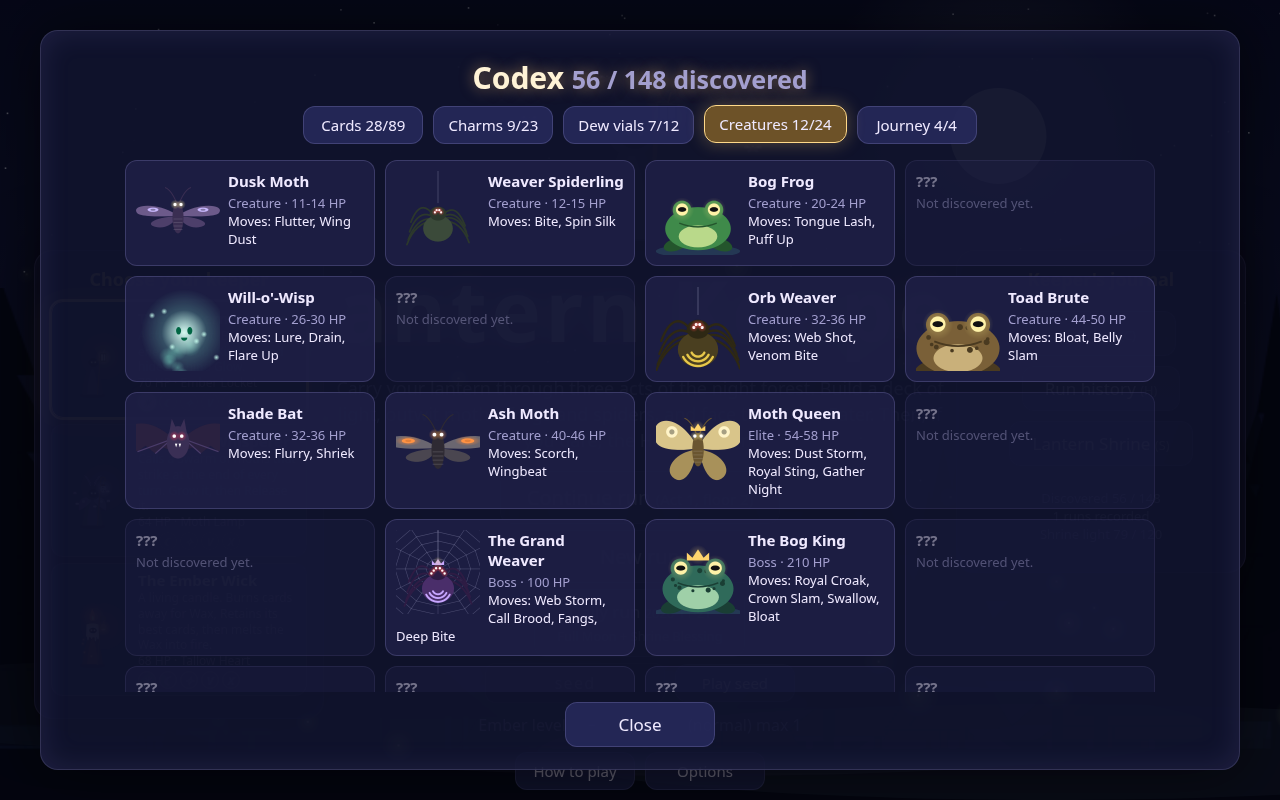 Codex 56 / 148 discovered
Cards 28/89
Charms 9/23
Dew vials 7/12
Creatures 12/24
Journey 4/4
Dusk Moth
Creature · 11-14 HP
Moves: Flutter, Wing
Dust
Weaver Spiderling
Creature · 12-15 HP
Moves: Bite, Spin Silk
Bog Frog
Creature · 20-24 HP
Moves: Tongue Lash,
Puff Up
???
Not discovered yet.
Will-o'-Wisp
Creature · 26-30 HP
Moves: Lure, Drain,
Flare Up
???
Not discovered yet.
Orb Weaver
Creature · 32-36 HP
Moves: Web Shot,
Venom Bite
Toad Brute
Creature · 44-50 HP
Moves: Bloat, Belly
Slam
Shade Bat
Creature · 32-36 HP
Moves: Flurry, Shriek
Ash Moth
Creature · 40-46 HP
Moves: Scorch,
Wingbeat
Moth Queen
Elite · 54-58 HP
Moves: Dust Storm,
Royal Sting, Gather
Night
???
Not discovered yet.
???
Not discovered yet.
The Grand
Weaver
Boss · 100 HP
Moves: Web Storm,
Call Brood, Fangs,
Deep Bite
The Bog King
Boss · 210 HP
Moves: Royal Croak,
Crown Slam, Swallow,
Bloat
???
Not discovered yet.
???
???
???
???
Close
How to play
Options